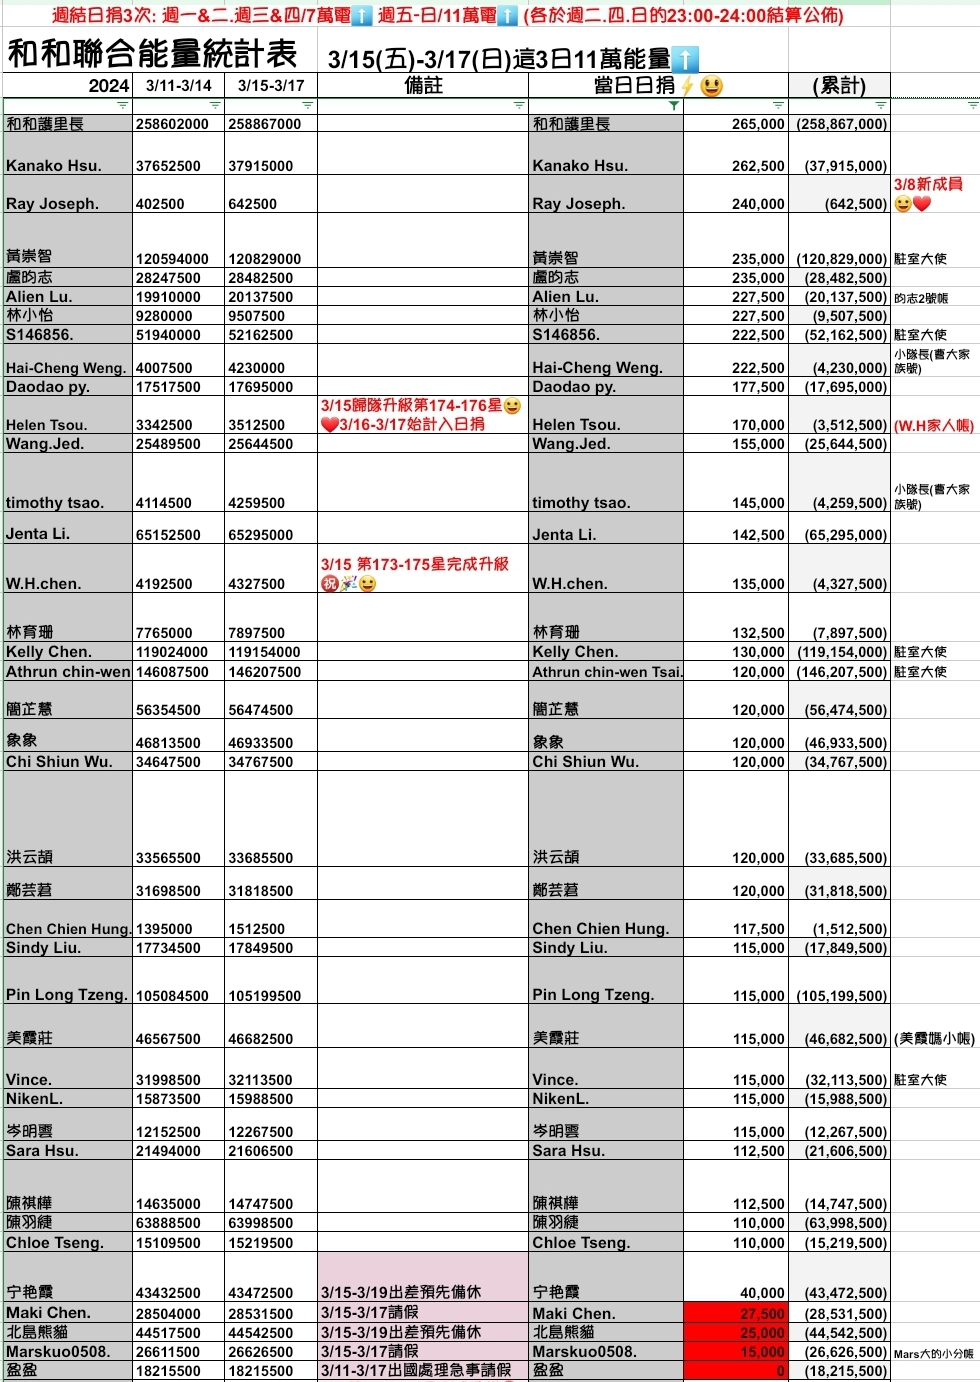 週結日捐3次: 週一&二.週三&四/7萬電⬆️ 週五-日/11萬電⬆️ (各於週二.四.日的23:00-24:00結算公佈)
和和聯合能量統計表 3/15(五)-3/17(日)這3日11萬能量⬆️
2024 3/11-3/14 3/15-3/17 備註 當日日捐⚡😃 (累計)
和和護里長 258602000 258867000 和和護里長 265,000 (258,867,000)
Kanako Hsu. 37652500 37915000 Kanako Hsu. 262,500 (37,915,000)
3/8新成員
Ray Joseph. 402500 642500 Ray Joseph. 240,000 (642,500) 😄❤️
黃崇智 120594000 120829000 黃崇智 235,000 (120,829,000) 駐室大使
盧昀志 28247500 28482500 盧昀志 235,000 (28,482,500)
Alien Lu. 19910000 20137500 Alien Lu. 227,500 (20,137,500) 昀志2號帳
林小怡 9280000 9507500 林小怡 227,500 (9,507,500)
S146856. 51940000 52162500 S146856. 222,500 (52,162,500) 駐室大使
小隊長(曹大家
Hai-Cheng Weng. 4007500 4230000 Hai-Cheng Weng. 222,500 (4,230,000) 族號)
Daodao py. 17517500 17695000 Daodao py. 177,500 (17,695,000)
3/15歸隊升級第174-176星😄
Helen Tsou. 3342500 3512500 ❤️3/16-3/17始計入日捐 Helen Tsou. 170,000 (3,512,500) (W.H家人帳)
Wang.Jed. 25489500 25644500 Wang.Jed. 155,000 (25,644,500)
小隊長(曹大家
timothy tsao. 4114500 4259500 timothy tsao. 145,000 (4,259,500) 族號)
Jenta Li. 65152500 65295000 Jenta Li. 142,500 (65,295,000)
3/15 第173-175星完成升級
W.H.chen. 4192500 4327500 ㊗️🎉😄 W.H.chen. 135,000 (4,327,500)
林育珊 7765000 7897500 林育珊 132,500 (7,897,500)
Kelly Chen. 119024000 119154000 Kelly Chen. 130,000 (119,154,000) 駐室大使
Athrun chin-wen 146087500 146207500 Athrun chin-wen Tsai. 120,000 (146,207,500) 駐室大使
簡芷慧 56354500 56474500 簡芷慧 120,000 (56,474,500)
象象 46813500 46933500 象象 120,000 (46,933,500)
Chi Shiun Wu. 34647500 34767500 Chi Shiun Wu. 120,000 (34,767,500)
洪云頡 33565500 33685500 洪云頡 120,000 (33,685,500)
鄭芸菪 31698500 31818500 鄭芸菪 120,000 (31,818,500)
Chen Chien Hung. 1395000 1512500 Chen Chien Hung. 117,500 (1,512,500)
Sindy Liu. 17734500 17849500 Sindy Liu. 115,000 (17,849,500)
Pin Long Tzeng. 105084500 105199500 Pin Long Tzeng. 115,000 (105,199,500)
美霞莊 46567500 46682500 美霞莊 115,000 (46,682,500) (美霞媽小帳)
Vince. 31998500 32113500 Vince. 115,000 (32,113,500) 駐室大使
NikenL. 15873500 15988500 NikenL. 115,000 (15,988,500)
岑明雲 12152500 12267500 岑明雲 115,000 (12,267,500)
Sara Hsu. 21494000 21606500 Sara Hsu. 112,500 (21,606,500)
陳祺樺 14635000 14747500 陳祺樺 112,500 (14,747,500)
陳羽緁 63888500 63998500 陳羽緁 110,000 (63,998,500)
Chloe Tseng. 15109500 15219500 Chloe Tseng. 110,000 (15,219,500)
宁艳霞 43432500 43472500 3/15-3/19出差預先備休 宁艳霞 40,000 (43,472,500)
Maki Chen. 28504000 28531500 3/15-3/17請假 Maki Chen. 27,500 (28,531,500)
北島熊貓 44517500 44542500 3/15-3/19出差預先備休 北島熊貓 25,000 (44,542,500)
Marskuo0508. 26611500 26626500 3/15-3/17請假 Marskuo0508. 15,000 (26,626,500) Mars大的小分帳
盈盈 18215500 18215500 3/11-3/17出國處理急事請假 盈盈 0 (18,215,500)